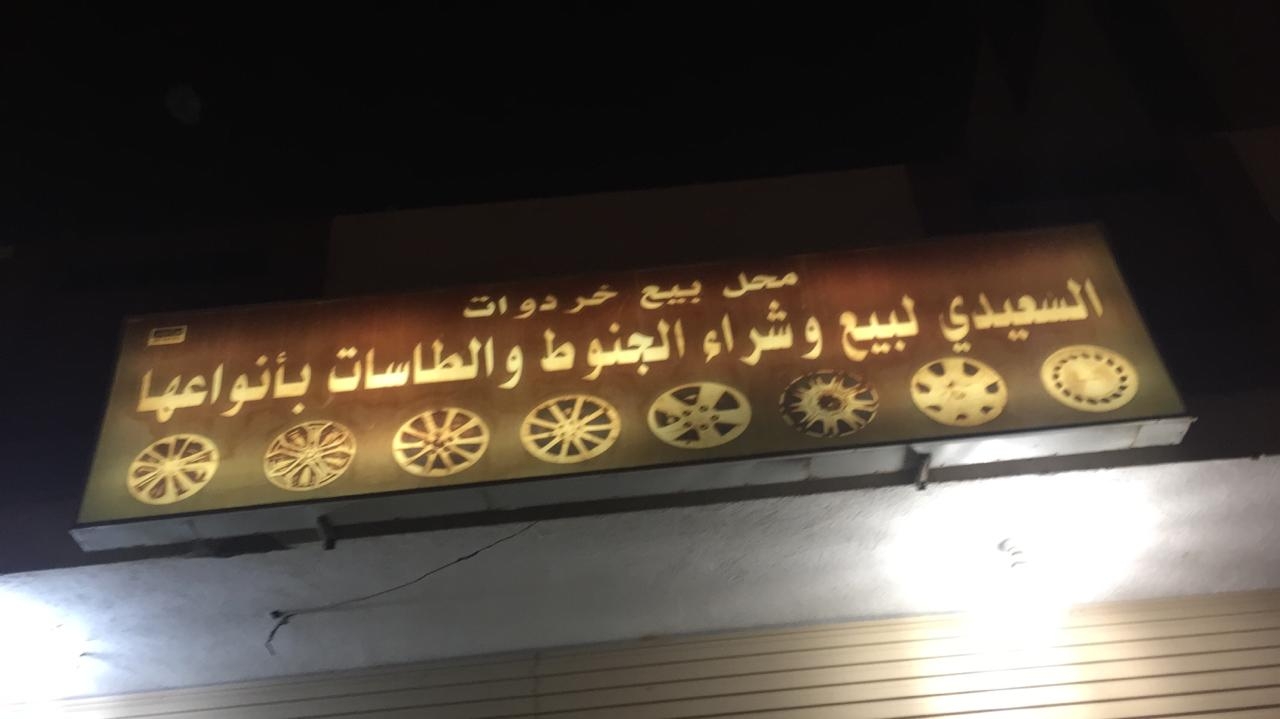 محل بيع خردوات
السعيدي لبيع وشراء الجنوط والطاسات بأنواعها